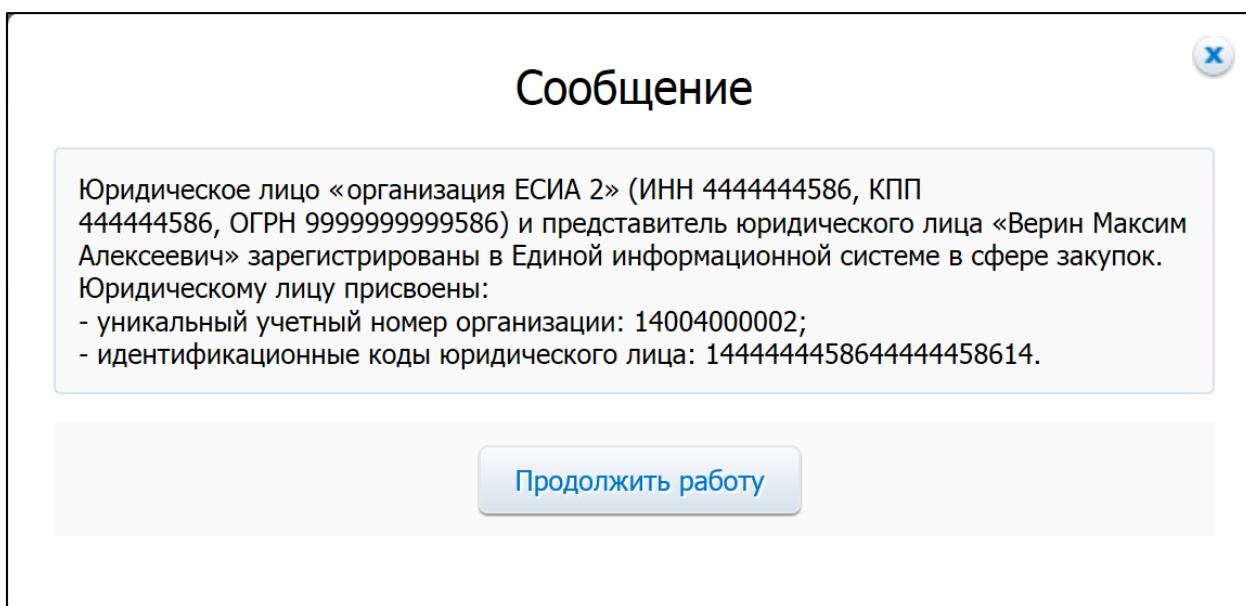 Сообщение
x
Юридическое лицо «организация ЕСИА 2» (ИНН 4444444586, КПП
444444586, ОГРН 9999999999586) и представитель юридического лица «Верин Максим
Алексеевич» зарегистрированы в Единой информационной системе в сфере закупок.
Юридическому лицу присвоены:
- уникальный учетный номер организации: 14004000002;
- идентификационные коды юридического лица: 1444444458644444458614.
Продолжить работу